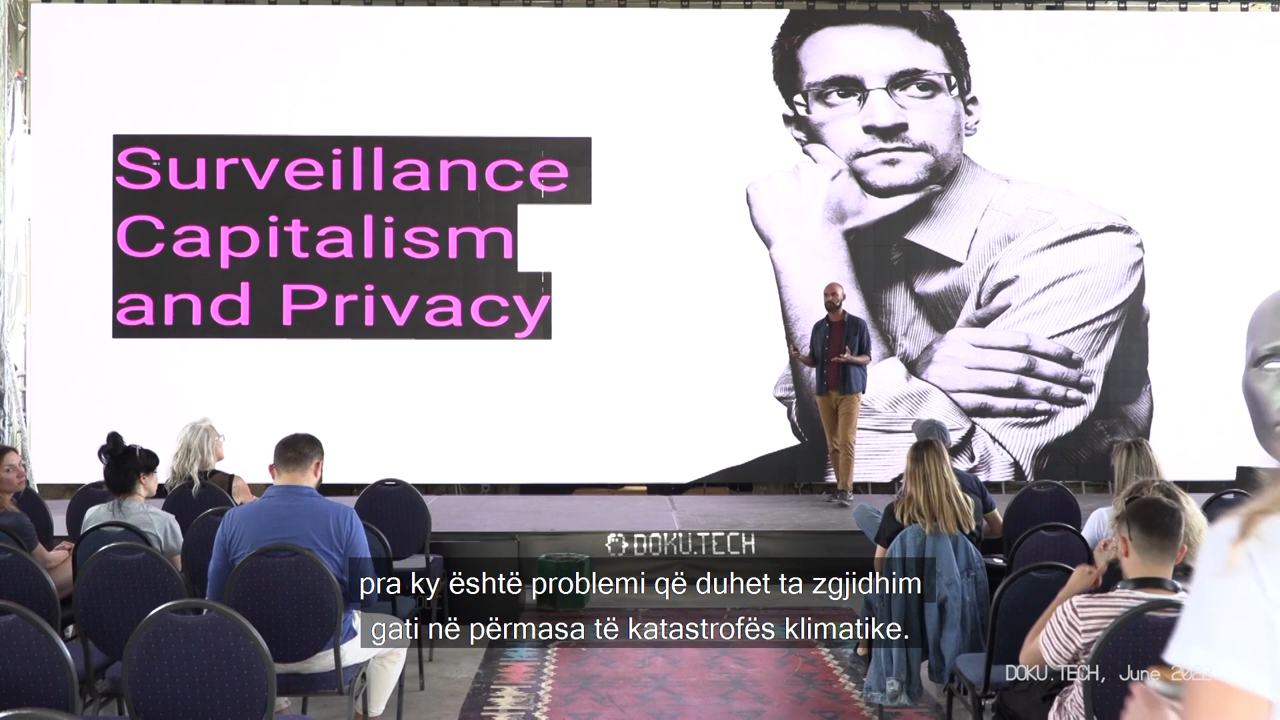 Surveillance
Capitalism
and Privacy
DOKU.TECH
pra ky është problemi që duhet ta zgjidhim
gati në përmasa të katastrofës klimatike.
DOKU.TECH, June